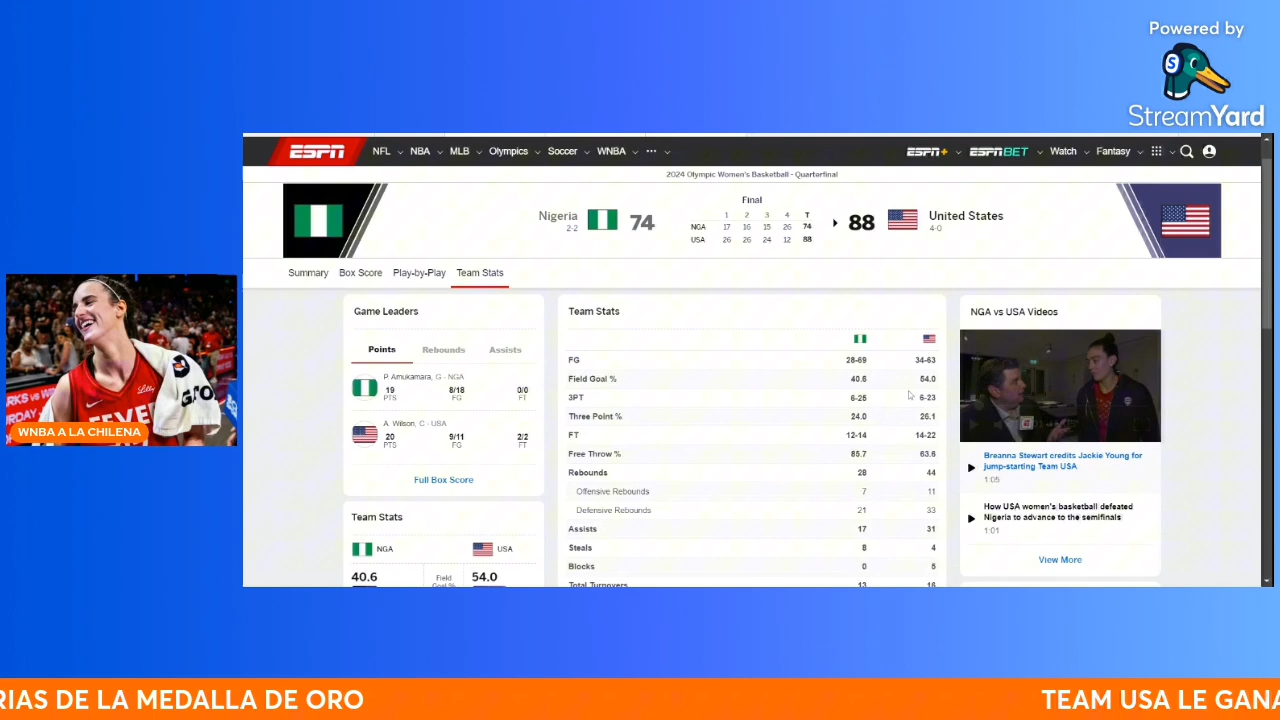 Powered by
StreamYard
ESPN NFL NBA MLB Olympics Soccer WNBA ••• ESPN+ ESPN BET Watch Fantasy
2024 Olympic Women's Basketball - Quarterfinal
Final
Nigeria 2-2 74
1 2 3 4 T
NGA 17 16 15 26 74
USA 26 26 24 12 88
88 United States 4-0
Summary Box Score Play-by-Play Team Stats
Game Leaders
Points Rebounds Assists
P. Amukamara, G - NGA
19 8/18 0/0
PTS FG FT
A. Wilson, C - USA
20 9/11 2/2
PTS FG FT
Full Box Score
Team Stats
NGA USA
40.6 Field Goal % 54.0
Team Stats
FG 28-69 34-63
Field Goal % 40.6 54.0
3PT 6-25 6-23
Three Point % 24.0 26.1
FT 12-14 14-22
Free Throw % 85.7 63.6
Rebounds 28 44
Offensive Rebounds 7 11
Defensive Rebounds 21 33
Assists 17 31
Steals 8 4
Blocks 0 5
Total Turnovers 13 16
NGA vs USA Videos
Breanna Stewart credits Jackie Young for
jump-starting Team USA
1:05
How USA women's basketball defeated
Nigeria to advance to the semifinals
1:01
View More
FEVER
WNBA A LA CHILENA
RIAS DE LA MEDALLA DE ORO
TEAM USA LE GANA